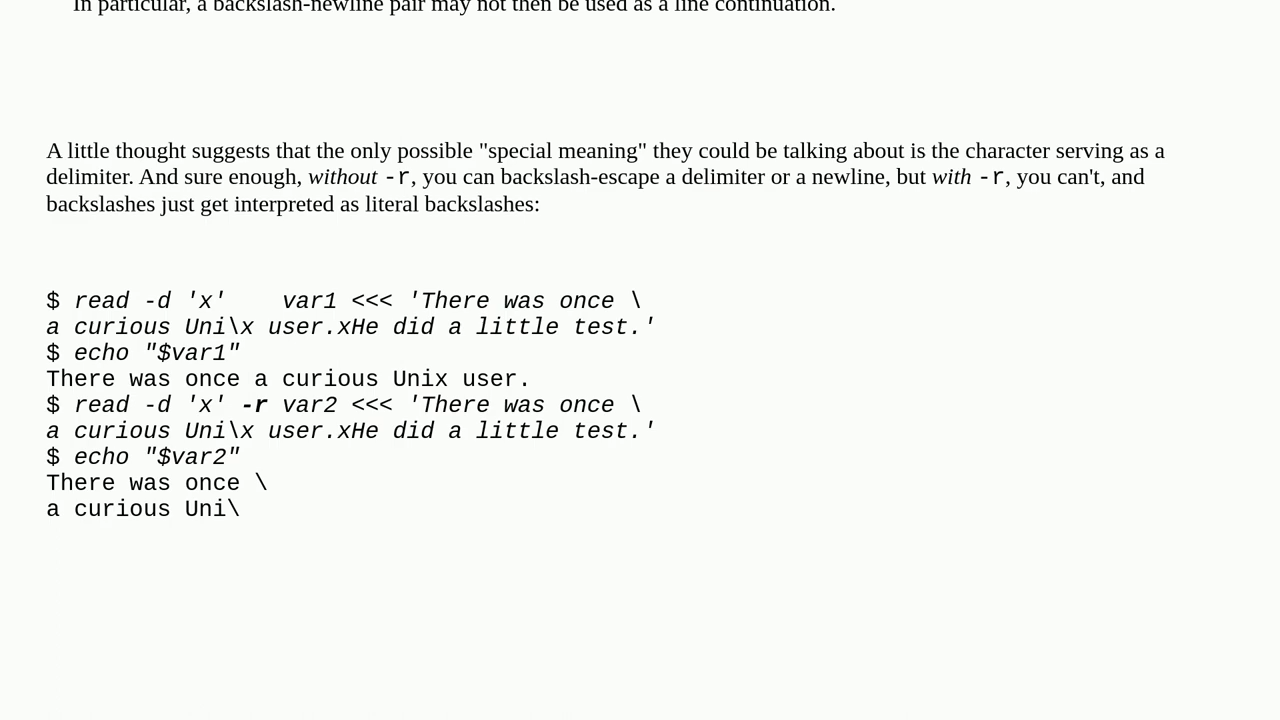 In particular, a backslash-newline pair may not then be used as a line continuation.
A little thought suggests that the only possible "special meaning" they could be talking about is the character serving as a
delimiter. And sure enough, without -r, you can backslash-escape a delimiter or a newline, but with -r, you can't, and
backslashes just get interpreted as literal backslashes:
$ read -d 'x'    var1 <<< 'There was once \
a curious Uni\x user.xHe did a little test.'
$ echo "$var1"
There was once a curious Unix user.
$ read -d 'x' -r var2 <<< 'There was once \
a curious Uni\x user.xHe did a little test.'
$ echo "$var2"
There was once \
a curious Uni\